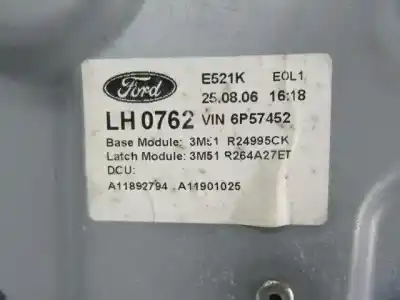 Ford E521K EOL1
25.08.06 16:18
LH 0762 VIN 6P57452
Base Module: 3M51 R24995CK
Latch Module: 3M51 R264A27ET
DCU:
A11892794 . A11901025